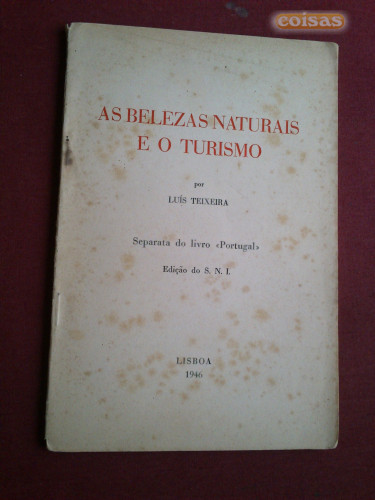 coisas
AS BELEZAS NATURAIS
E O TURISMO
por
LUÍS TEIXEIRA
Separata do livro «Portugal»
Edição do S. N. I.
LISBOA
1946